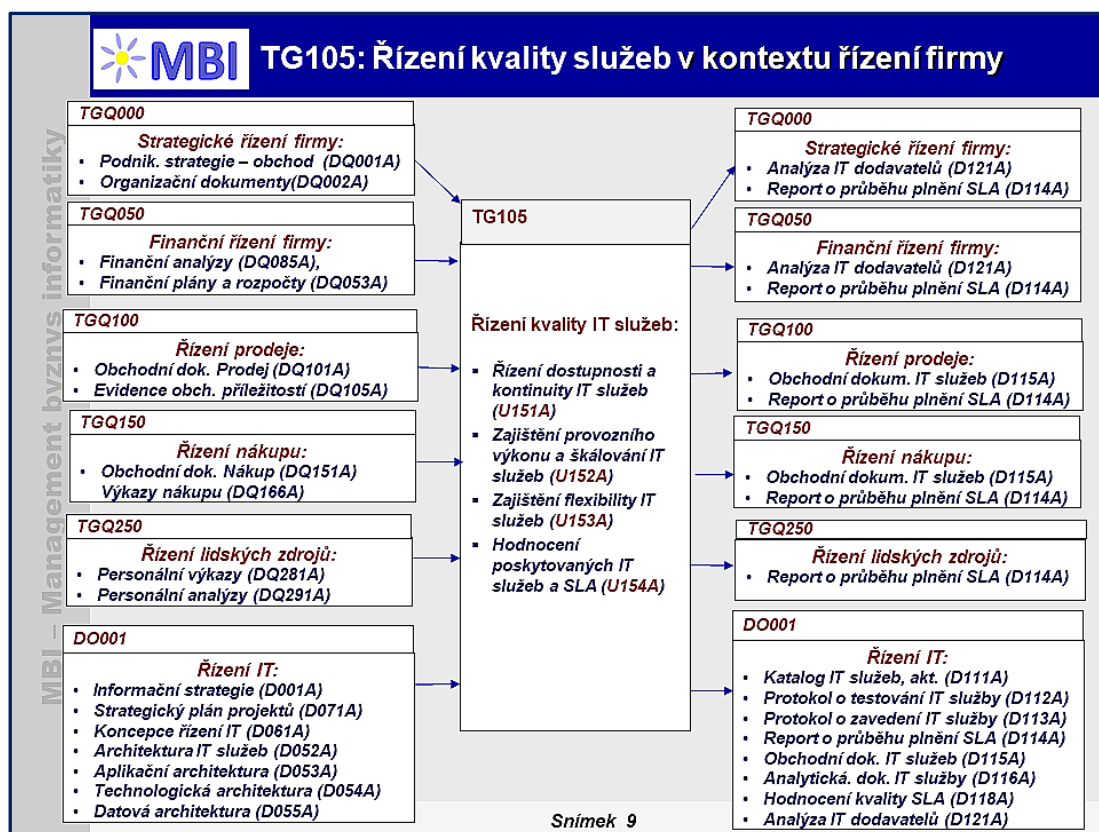 MBI
TG105: Řízení kvality služeb v kontextu řízení firmy
MBI – Management byznys informatiky
TGQ000
Strategické řízení firmy:
• Podnik. strategie – obchod (DQ001A)
• Organizační dokumenty(DQ002A)
TGQ050
Finanční řízení firmy:
• Finanční analýzy (DQ085A),
• Finanční plány a rozpočty (DQ053A)
TGQ100
Řízení prodeje:
• Obchodní dok. Prodej (DQ101A)
• Evidence obch. příležitostí (DQ105A)
TGQ150
Řízení nákupu:
• Obchodní dok. Nákup (DQ151A)
Výkazy nákupu (DQ166A)
TGQ250
Řízení lidských zdrojů:
• Personální výkazy (DQ281A)
• Personální analýzy (DQ291A)
DO001
Řízení IT:
• Informační strategie (D001A)
• Strategický plán projektů (D071A)
• Koncepce řízení IT (D061A)
• Architektura IT služeb (D052A)
• Aplikační architektura (D053A)
• Technologická architektura (D054A)
• Datová architektura (D055A)
TG105
Řízení kvality IT služeb:
▪ Řízení dostupnosti a
kontinuity IT služeb
(U151A)
▪ Zajištění provozního
výkonu a škálování IT
služeb (U152A)
▪ Zajištění flexibility IT
služeb (U153A)
▪ Hodnocení
poskytovaných IT
služeb a SLA (U154A)
TGQ000
Strategické řízení firmy:
• Analýza IT dodavatelů (D121A)
• Report o průběhu plnění SLA (D114A)
TGQ050
Finanční řízení firmy:
• Analýza IT dodavatelů (D121A)
• Report o průběhu plnění SLA (D114A)
TGQ100
Řízení prodeje:
• Obchodní dokum. IT služeb (D115A)
• Report o průběhu plnění SLA (D114A)
TGQ150
Řízení nákupu:
• Obchodní dokum. IT služeb (D115A)
• Report o průběhu plnění SLA (D114A)
TGQ250
Řízení lidských zdrojů:
• Report o průběhu plnění SLA (D114A)
DO001
Řízení IT:
• Katalog IT služeb, akt. (D111A)
• Protokol o testování IT služby (D112A)
• Protokol o zavedení IT služby (D113A)
• Report o průběhu plnění SLA (D114A)
• Obchodní dok. IT služeb (D115A)
• Analytická. dok. IT služby (D116A)
• Hodnocení kvality SLA (D118A)
• Analýza IT dodavatelů (D121A)
Snímek 9